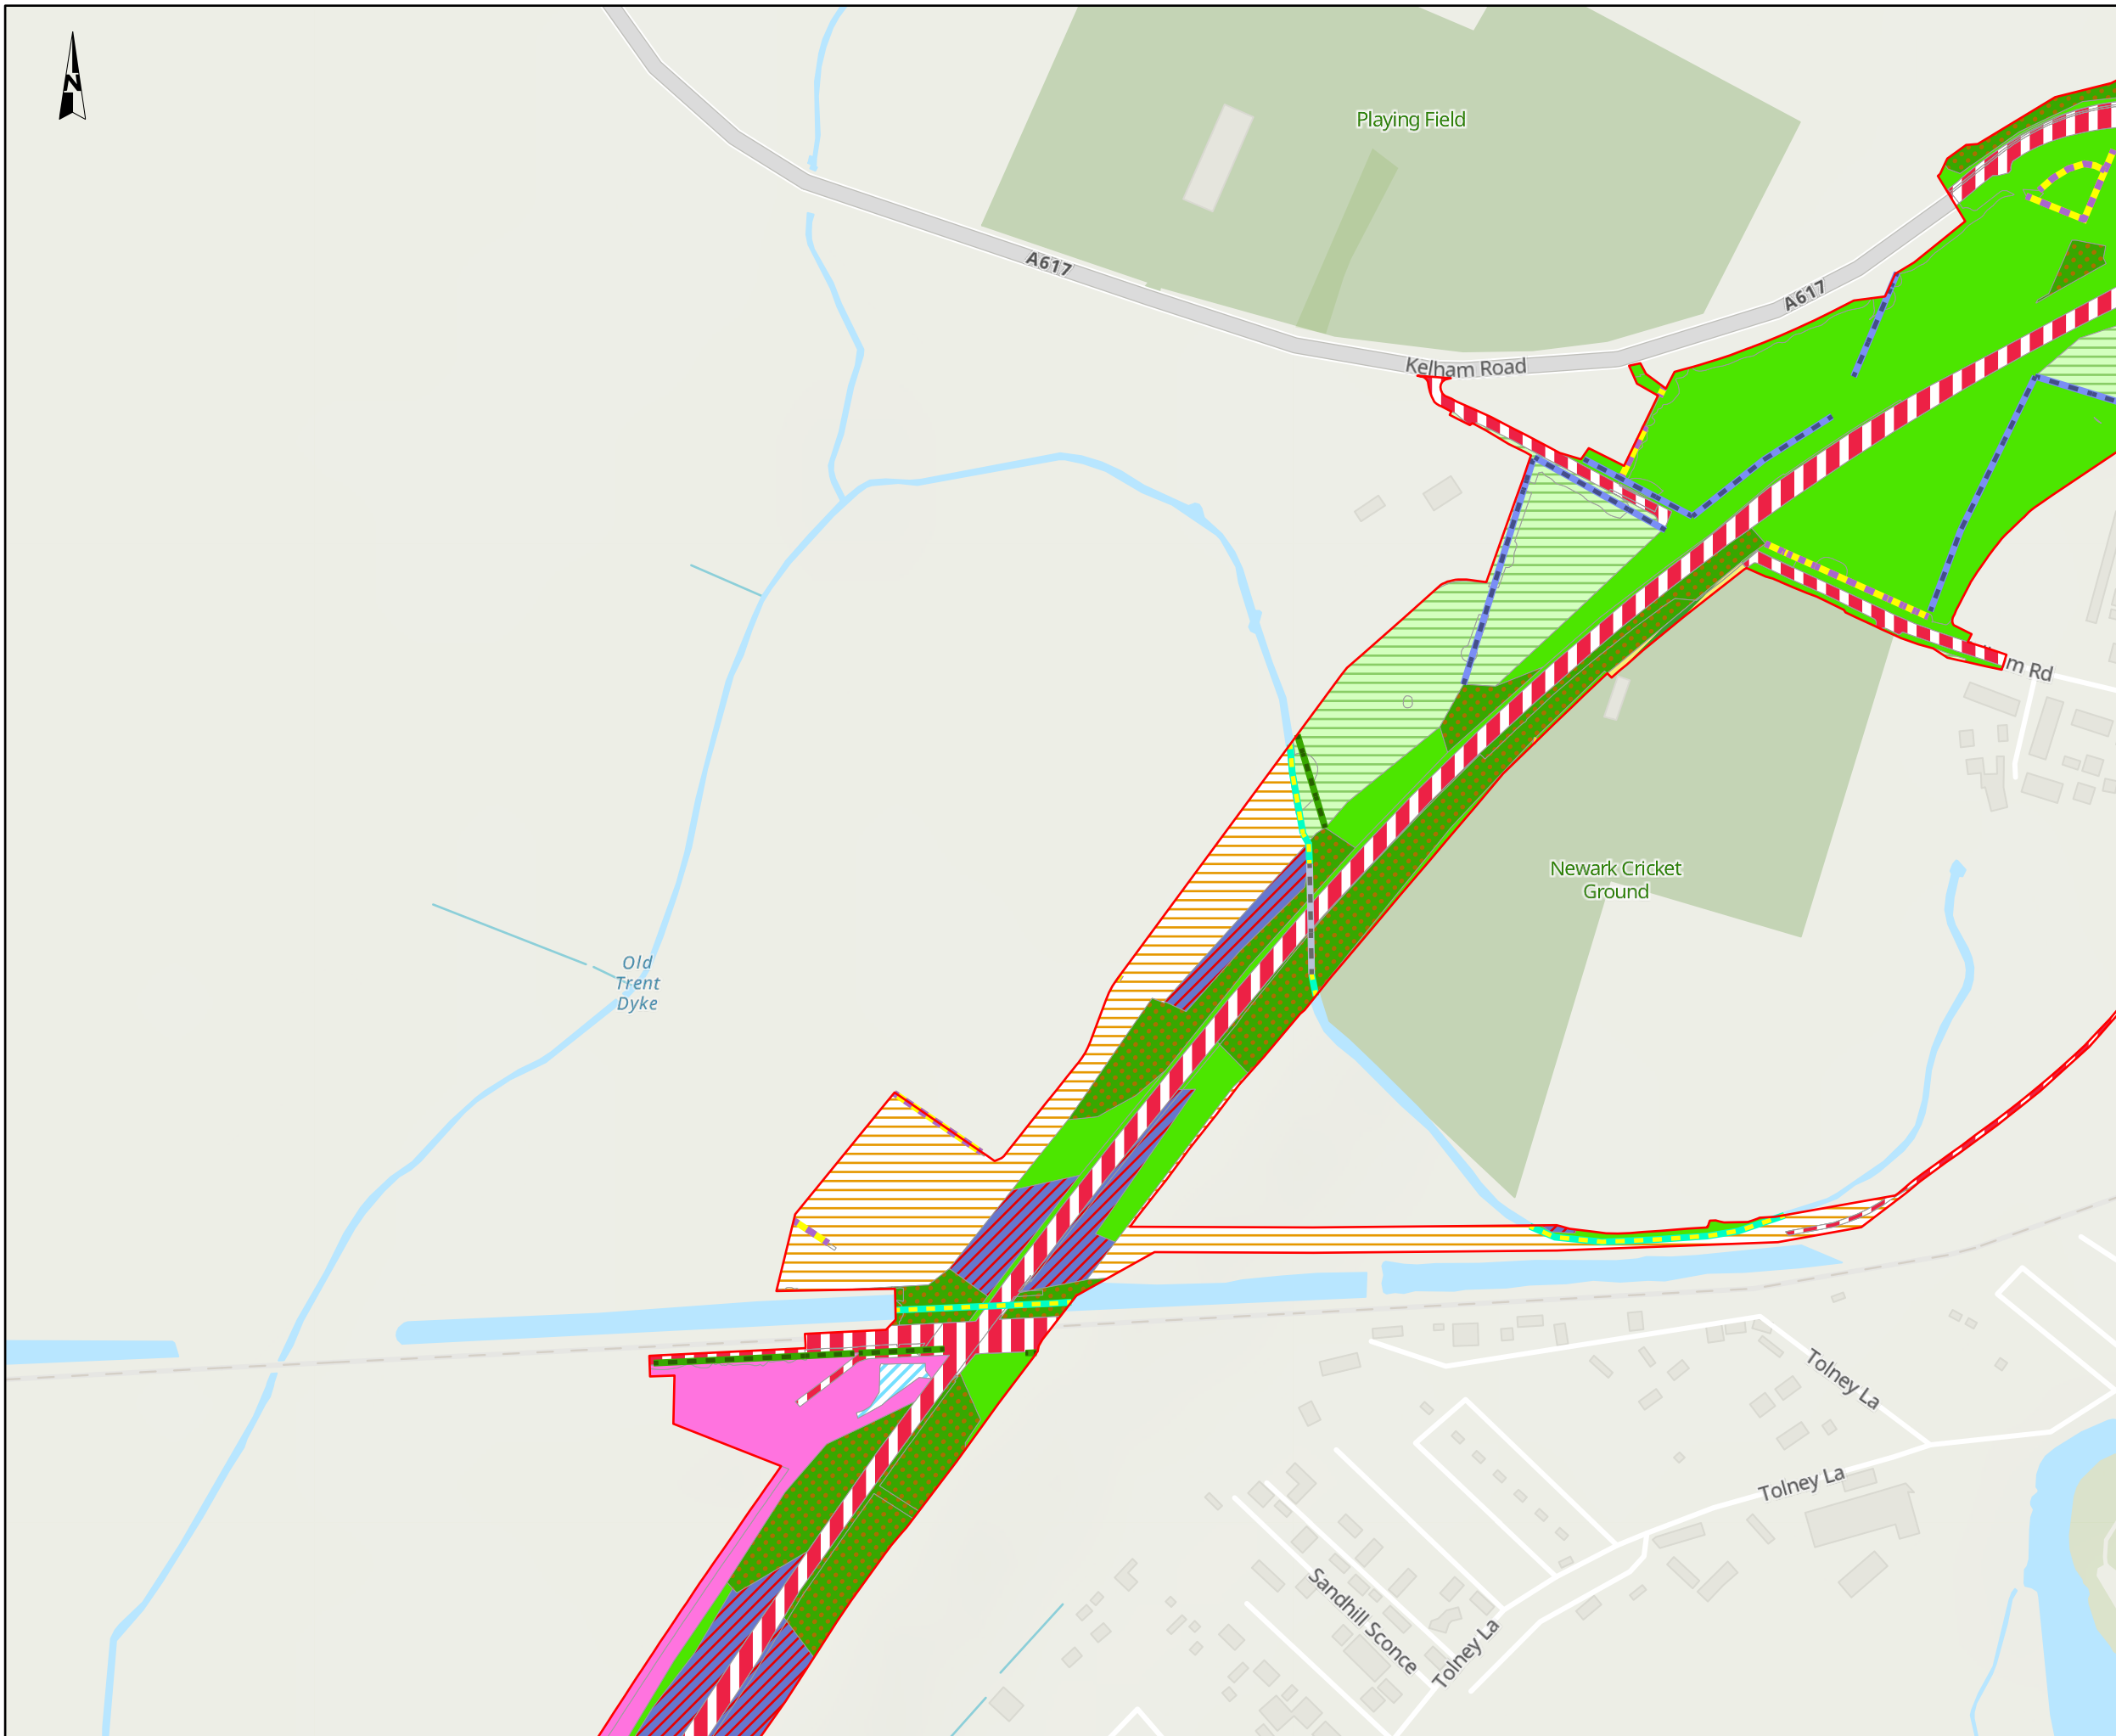 N
Playing Field
A617
A617
Kelham Road
m Rd
Newark Cricket
Ground
Old
Trent
Dyke
Tolney La
Tolney La
Sandhill Sconce
Tolney La